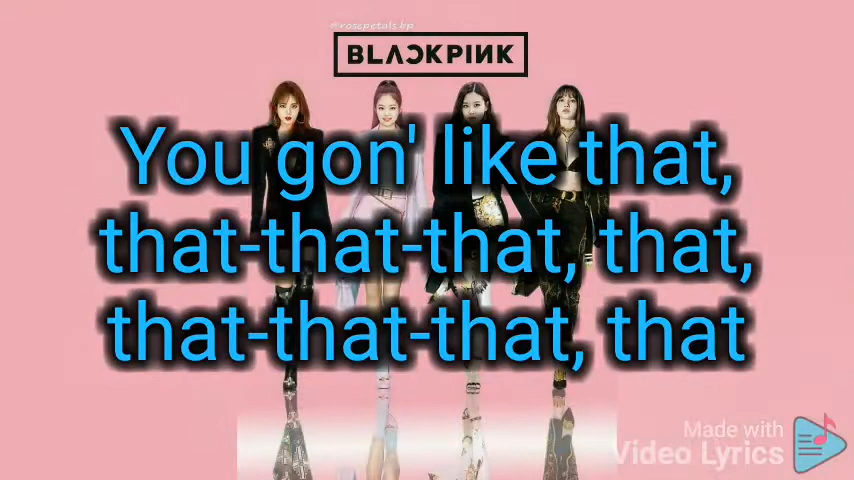 @rosepetals.bp
BLACKPINK
You gon' like that,
that-that-that, that,
that-that-that, that
Made with
Video Lyrics